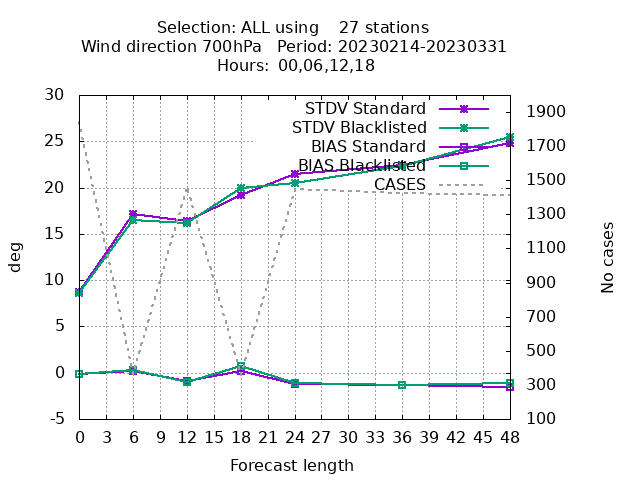 Selection: ALL using    27 stations
Wind direction 700hPa   Period: 20230214-20230331
Hours:  00,06,12,18
STDV Standard
STDV Blacklisted
BIAS Standard
BIAS Blacklisted
CASES
30
25
20
15
10
5
0
-5
deg
1900
1700
1500
1300
1100
900
700
500
300
100
No cases
0 3 6 9 12 15 18 21 24 27 30 33 36 39 42 45 48
Forecast length